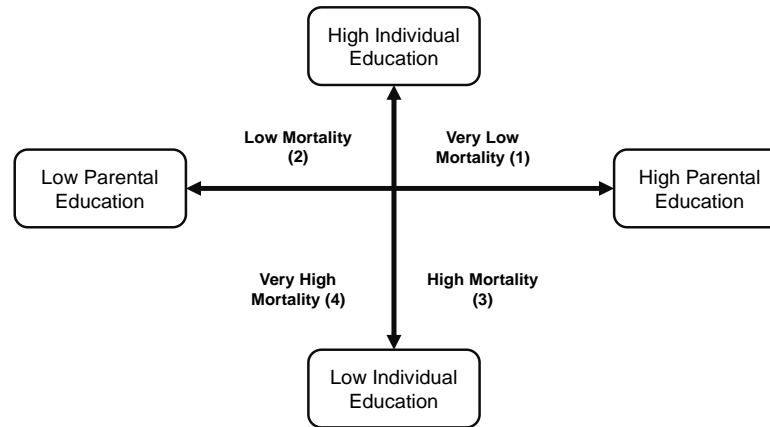 High Individual
Education
Low Mortality
(2)
Very Low
Mortality (1)
Low Parental
Education
High Parental
Education
Very High
Mortality (4)
High Mortality
(3)
Low Individual
Education